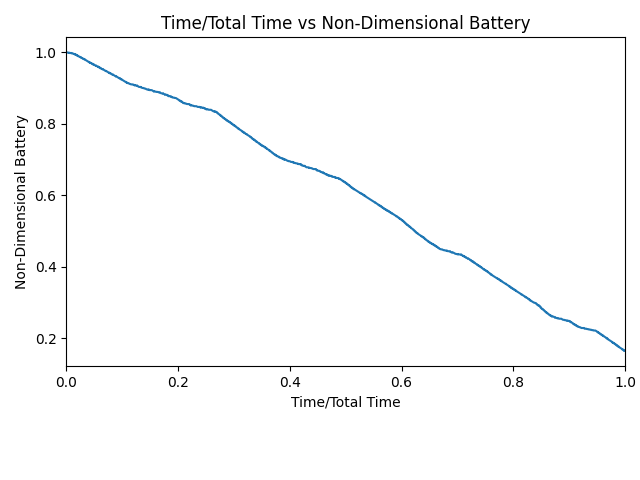 Time/Total Time vs Non-Dimensional Battery
1.0
0.8
0.6
0.4
0.2
Non-Dimensional Battery
0.0 0.2 0.4 0.6 0.8 1.0
Time/Total Time